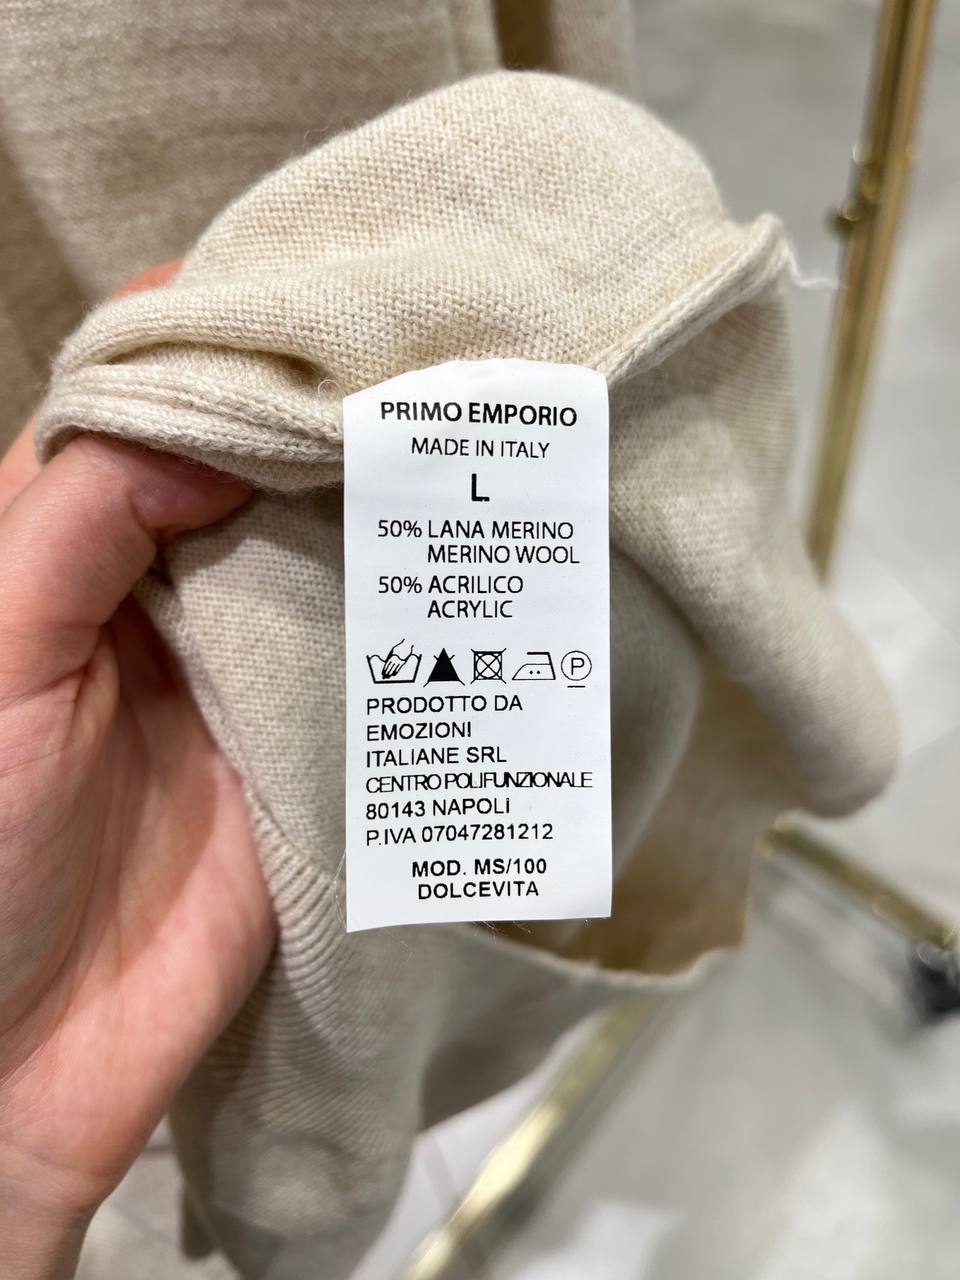 PRIMO EMPORIO
MADE IN ITALY
L
50% LANA MERINO
MERINO WOOL
50% ACRILICO
ACRYLIC
P
PRODOTTO DA
EMOZIONI
ITALIANE SRL
CENTRO POLIFUNZIONALE
80143 NAPOLI
P.IVA 07047281212
MOD. MS/100
DOLCEVITA